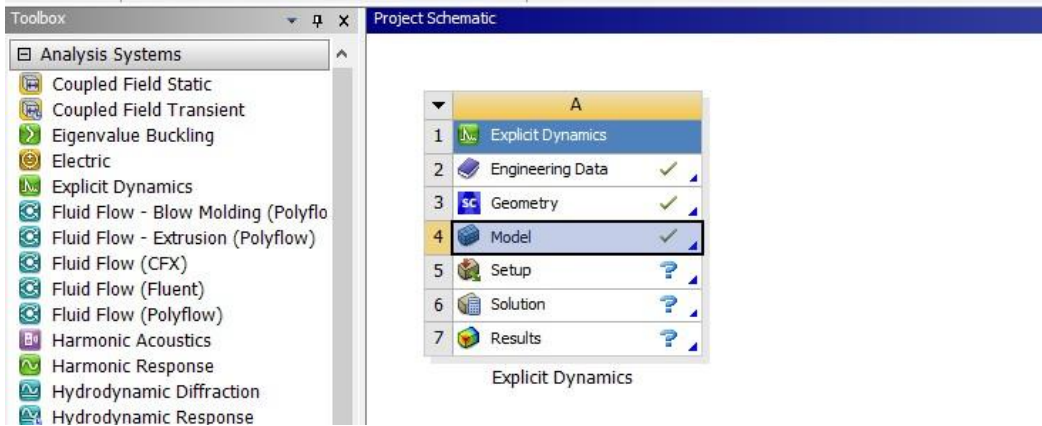 Toolbox
Analysis Systems
Coupled Field Static
Coupled Field Transient
Eigenvalue Buckling
Electric
Explicit Dynamics
Fluid Flow - Blow Molding (Polyflo
Fluid Flow - Extrusion (Polyflow)
Fluid Flow (CFX)
Fluid Flow (Fluent)
Fluid Flow (Polyflow)
Harmonic Acoustics
Harmonic Response
Hydrodynamic Diffraction
Hydrodynamic Response
Project Schematic
A
1 Explicit Dynamics
2 Engineering Data
3 SC Geometry
4 Model
5 Setup ?
6 Solution ?
7 Results ?
Explicit Dynamics